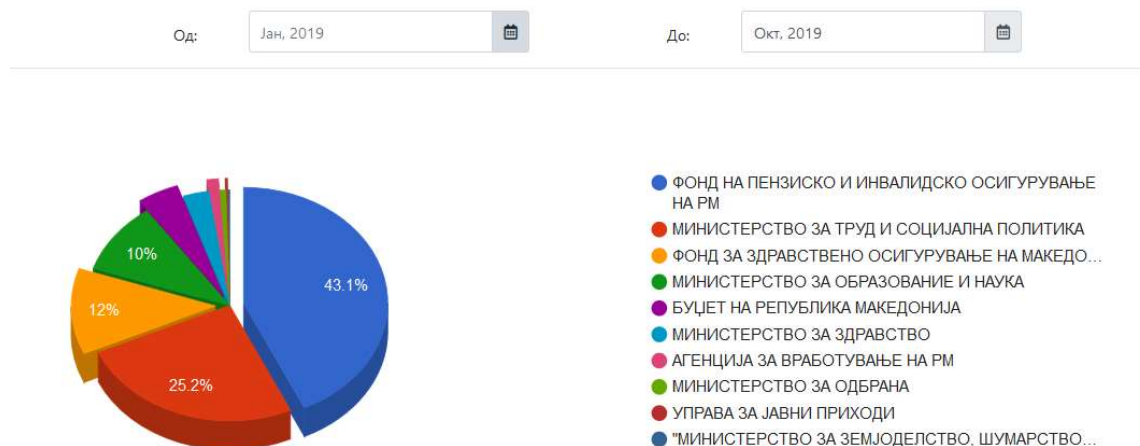 Од:
Јан, 2019
До:
Окт, 2019
43.1%
25.2%
12%
10%
ФОНД НА ПЕНЗИСКО И ИНВАЛИДСКО ОСИГУРУВАЊЕ
НА РМ
МИНИСТЕРСТВО ЗА ТРУД И СОЦИЈАЛНА ПОЛИТИКА
ФОНД ЗА ЗДРАВСТВЕНО ОСИГУРУВАЊЕ НА МАКЕДО...
МИНИСТЕРСТВО ЗА ОБРАЗОВАНИЕ И НАУКА
БУЏЕТ НА РЕПУБЛИКА МАКЕДОНИЈА
МИНИСТЕРСТВО ЗА ЗДРАВСТВО
АГЕНЦИЈА ЗА ВРАБОТУВАЊЕ НА РМ
МИНИСТЕРСТВО ЗА ОДБРАНА
УПРАВА ЗА ЈАВНИ ПРИХОДИ
"МИНИСТЕРСТВО ЗА ЗЕМЈОДЕЛСТВО, ШУМАРСТВО...